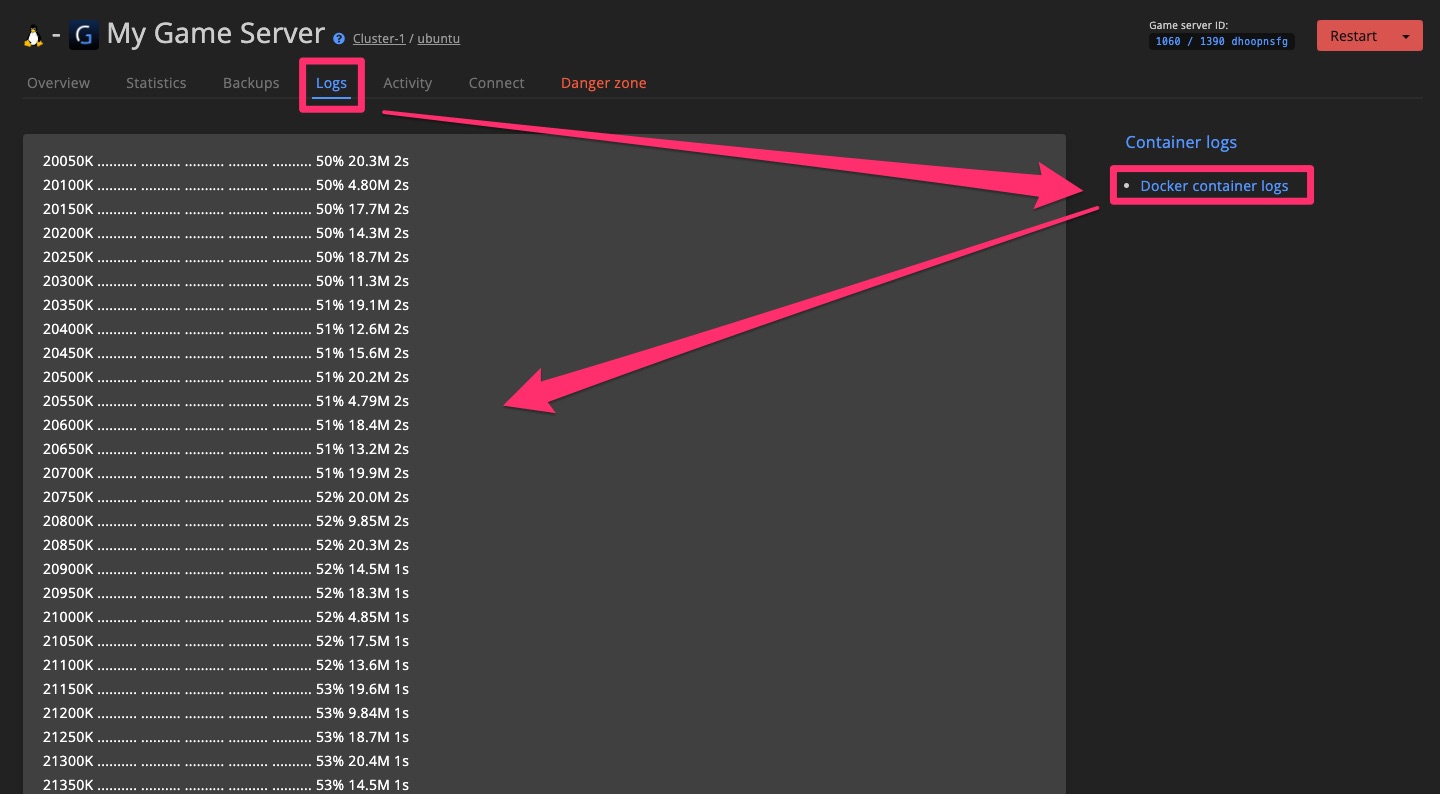 - G My Game Server ? Cluster-1 / ubuntu
Game server ID:
1060 / 1390 dhoopnsfg
Restart
Overview Statistics Backups Logs Activity Connect Danger zone
20050K .......... .......... .......... .......... .......... 50% 20.3M 2s
20100K .......... .......... .......... .......... .......... 50% 4.80M 2s
20150K .......... .......... .......... .......... .......... 50% 17.7M 2s
20200K .......... .......... .......... .......... .......... 50% 14.3M 2s
20250K .......... .......... .......... .......... .......... 50% 18.7M 2s
20300K .......... .......... .......... .......... .......... 50% 11.3M 2s
20350K .......... .......... .......... .......... .......... 51% 19.1M 2s
20400K .......... .......... .......... .......... .......... 51% 12.6M 2s
20450K .......... .......... .......... .......... .......... 51% 15.6M 2s
20500K .......... .......... .......... .......... .......... 51% 20.2M 2s
20550K .......... .......... .......... .......... .......... 51% 4.79M 2s
20600K .......... .......... .......... .......... .......... 51% 18.4M 2s
20650K .......... .......... .......... .......... .......... 51% 13.2M 2s
20700K .......... .......... .......... .......... .......... 51% 19.9M 2s
20750K .......... .......... .......... .......... .......... 52% 20.0M 2s
20800K .......... .......... .......... .......... .......... 52% 9.85M 2s
20850K .......... .......... .......... .......... .......... 52% 20.3M 2s
20900K .......... .......... .......... .......... .......... 52% 14.5M 1s
20950K .......... .......... .......... .......... .......... 52% 18.3M 1s
21000K .......... .......... .......... .......... .......... 52% 4.85M 1s
21050K .......... .......... .......... .......... .......... 52% 17.5M 1s
21100K .......... .......... .......... .......... .......... 52% 13.6M 1s
21150K .......... .......... .......... .......... .......... 53% 19.6M 1s
21200K .......... .......... .......... .......... .......... 53% 9.84M 1s
21250K .......... .......... .......... .......... .......... 53% 18.7M 1s
21300K .......... .......... .......... .......... .......... 53% 20.4M 1s
21350K .......... .......... .......... .......... .......... 53% 14.5M 1s
Container logs
• Docker container logs